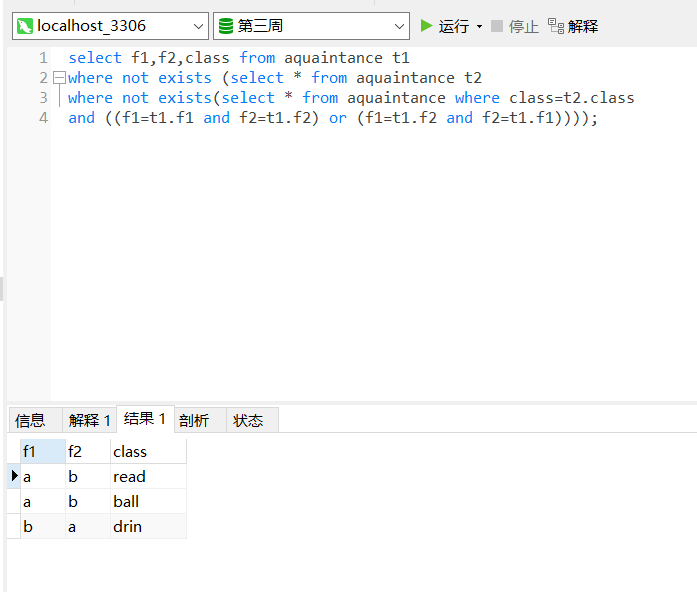 localhost_3306 第三周 运行 停止 解释
1 select f1,f2,class from aquaintance t1
2 where not exists (select * from aquaintance t2
3 where not exists(select * from aquaintance where class=t2.class
4 and ((f1=t1.f1 and f2=t1.f2) or (f1=t1.f2 and f2=t1.f1))));
信息 解释 1 结果 1 剖析 状态
f1 f2 class
a b read
a b ball
b a drin